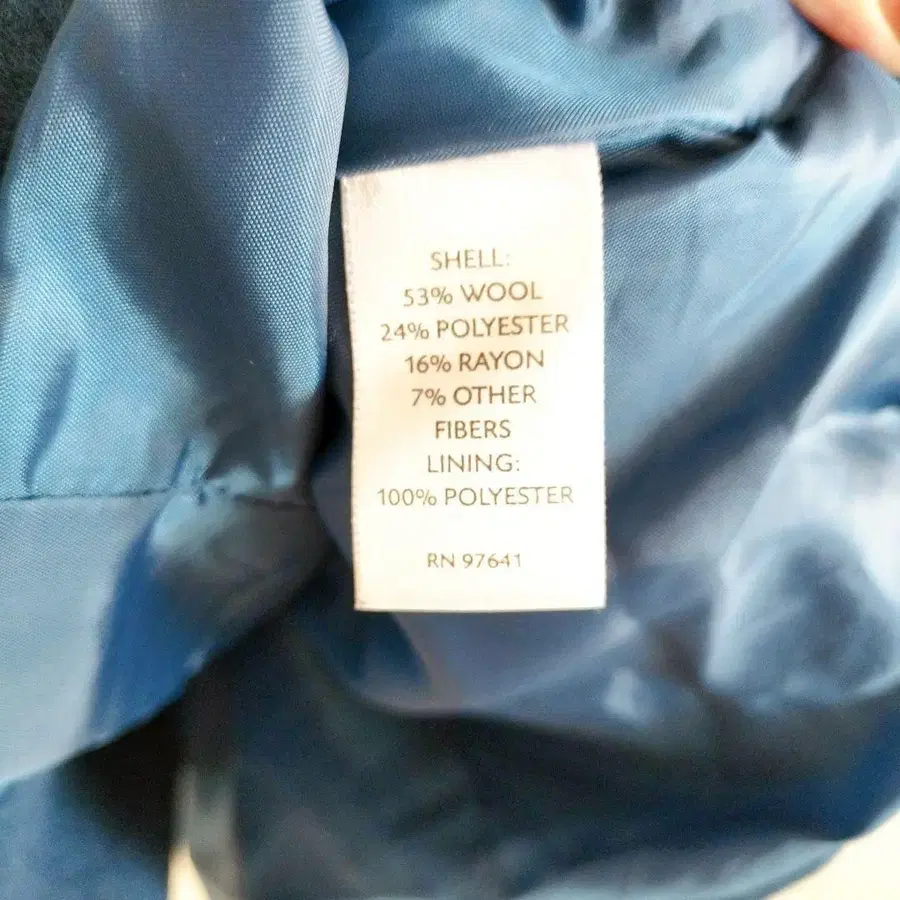 SHELL:
53% WOOL
24% POLYESTER
16% RAYON
7% OTHER
FIBERS
LINING:
100% POLYESTER
RN 97641